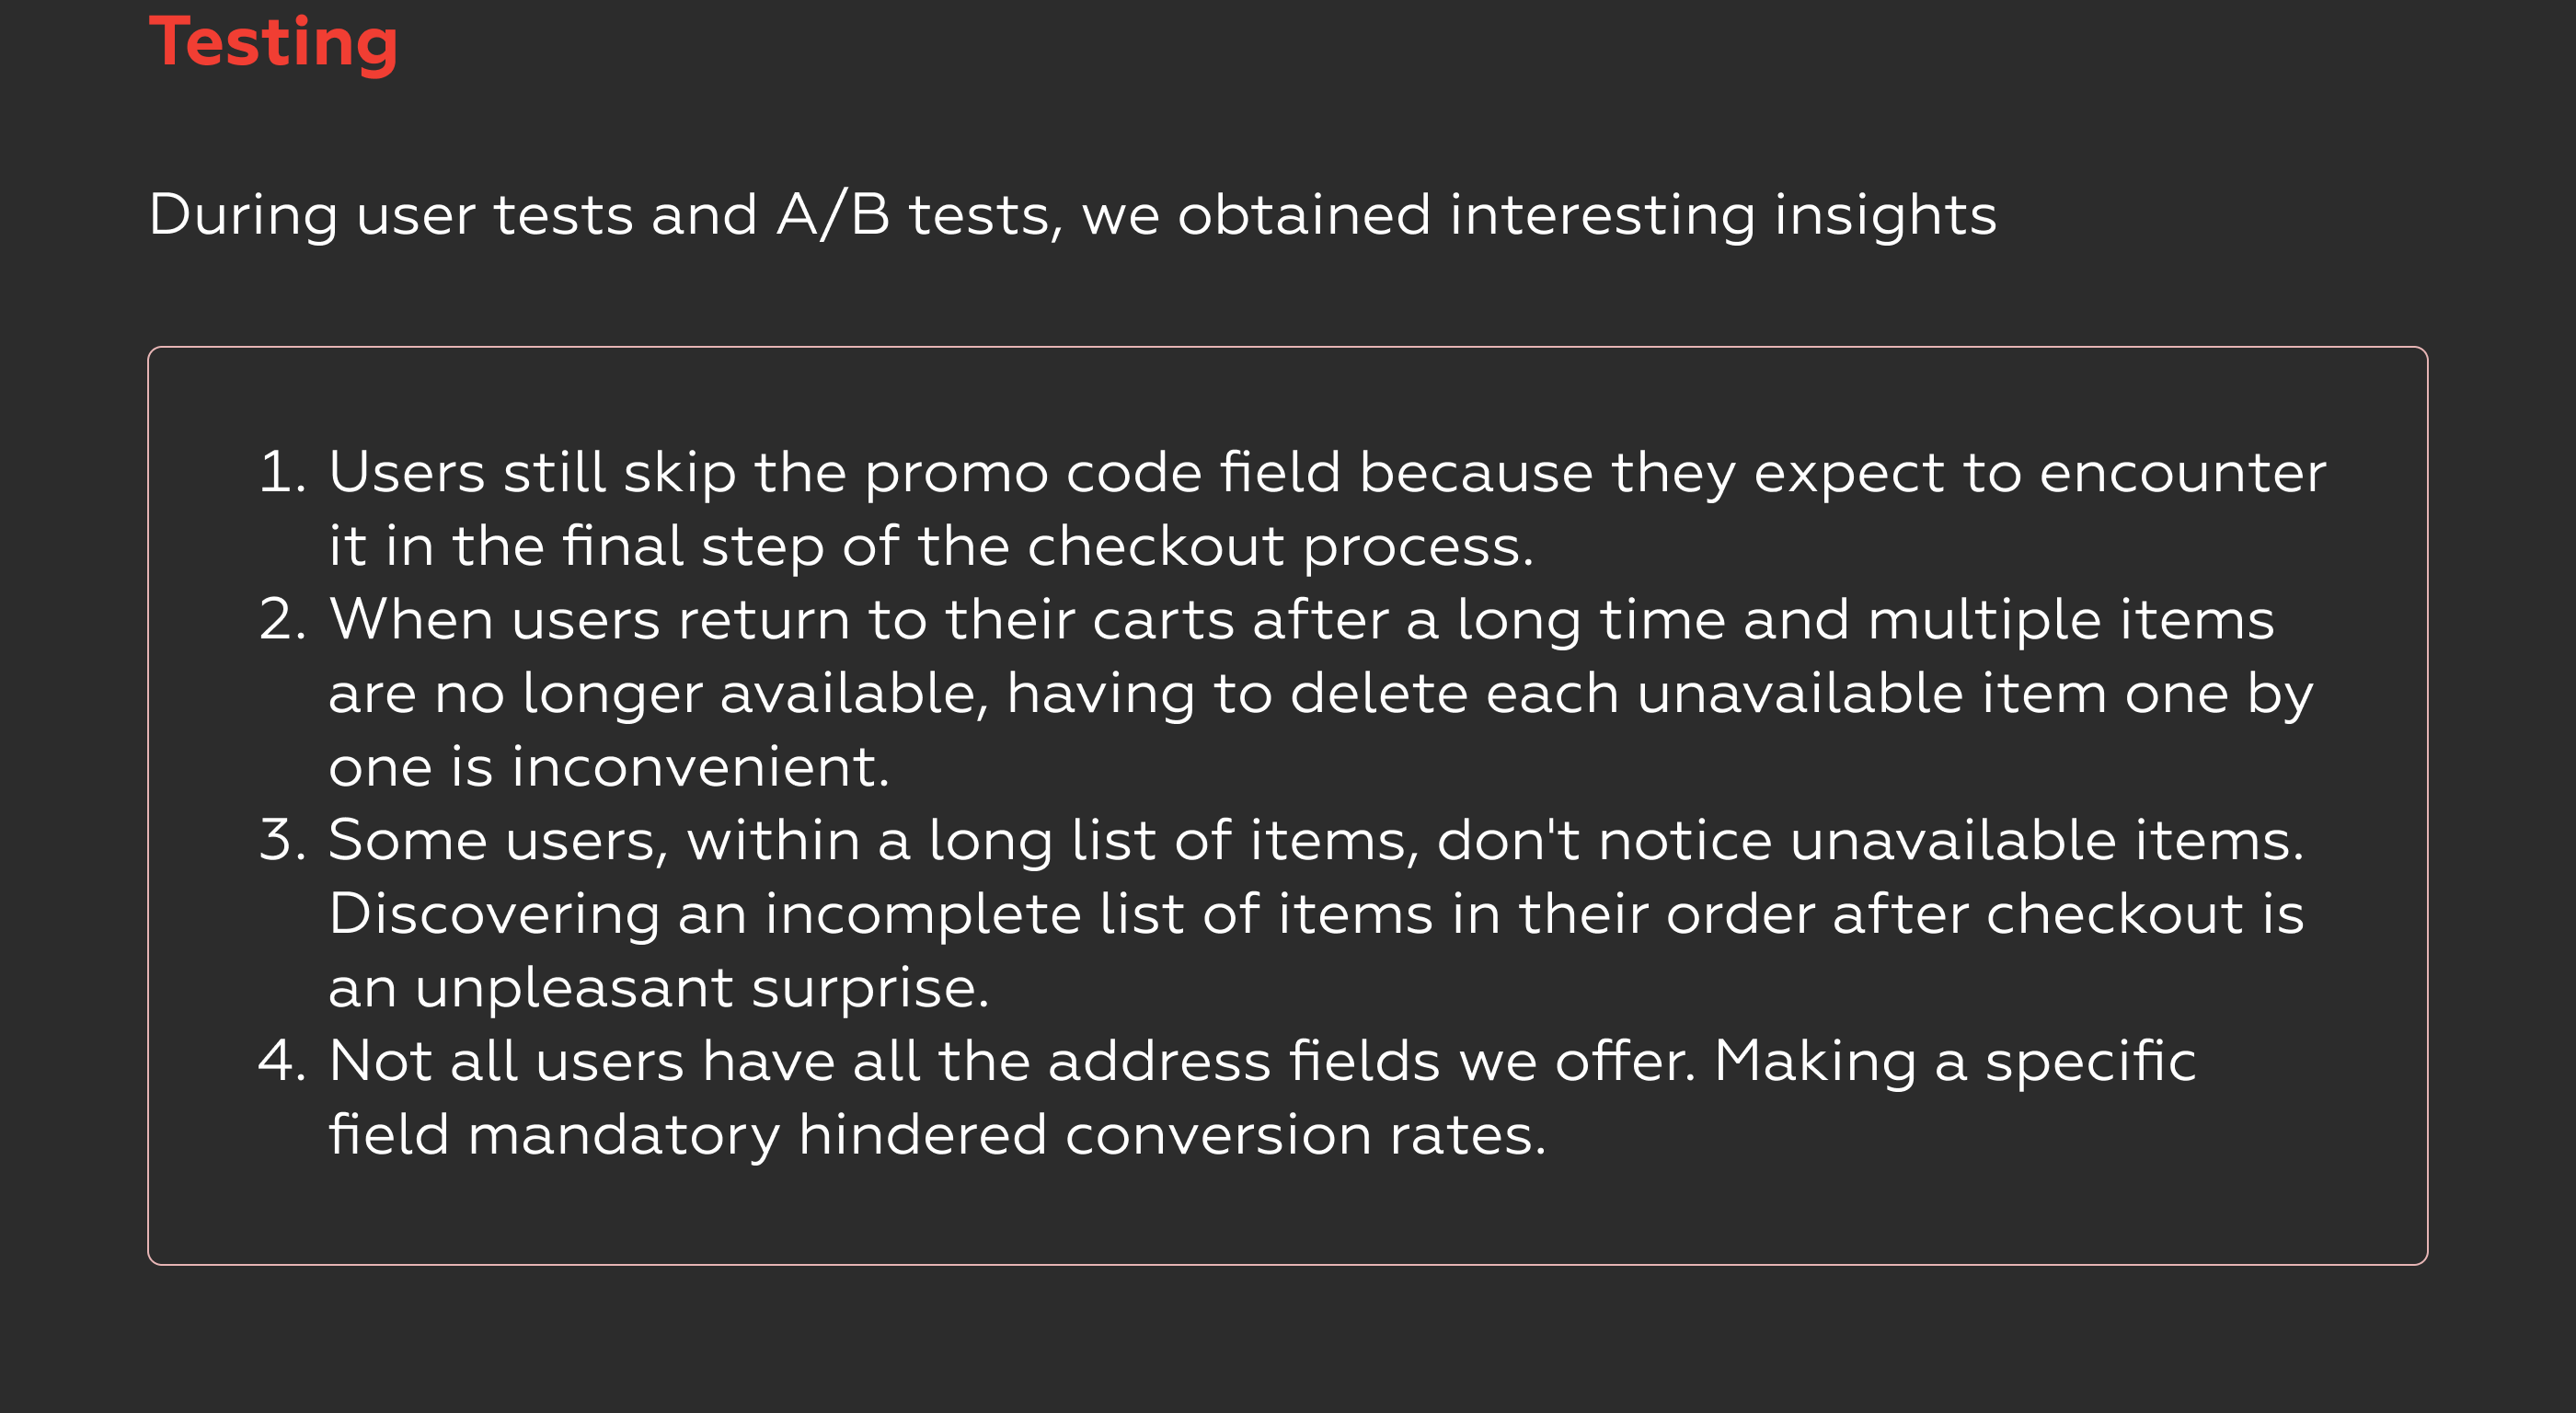 Testing
During user tests and A/B tests, we obtained interesting insights
1. Users still skip the promo code field because they expect to encounter
it in the final step of the checkout process.
2. When users return to their carts after a long time and multiple items
are no longer available, having to delete each unavailable item one by
one is inconvenient.
3. Some users, within a long list of items, don't notice unavailable items.
Discovering an incomplete list of items in their order after checkout is
an unpleasant surprise.
4. Not all users have all the address fields we offer. Making a specific
field mandatory hindered conversion rates.